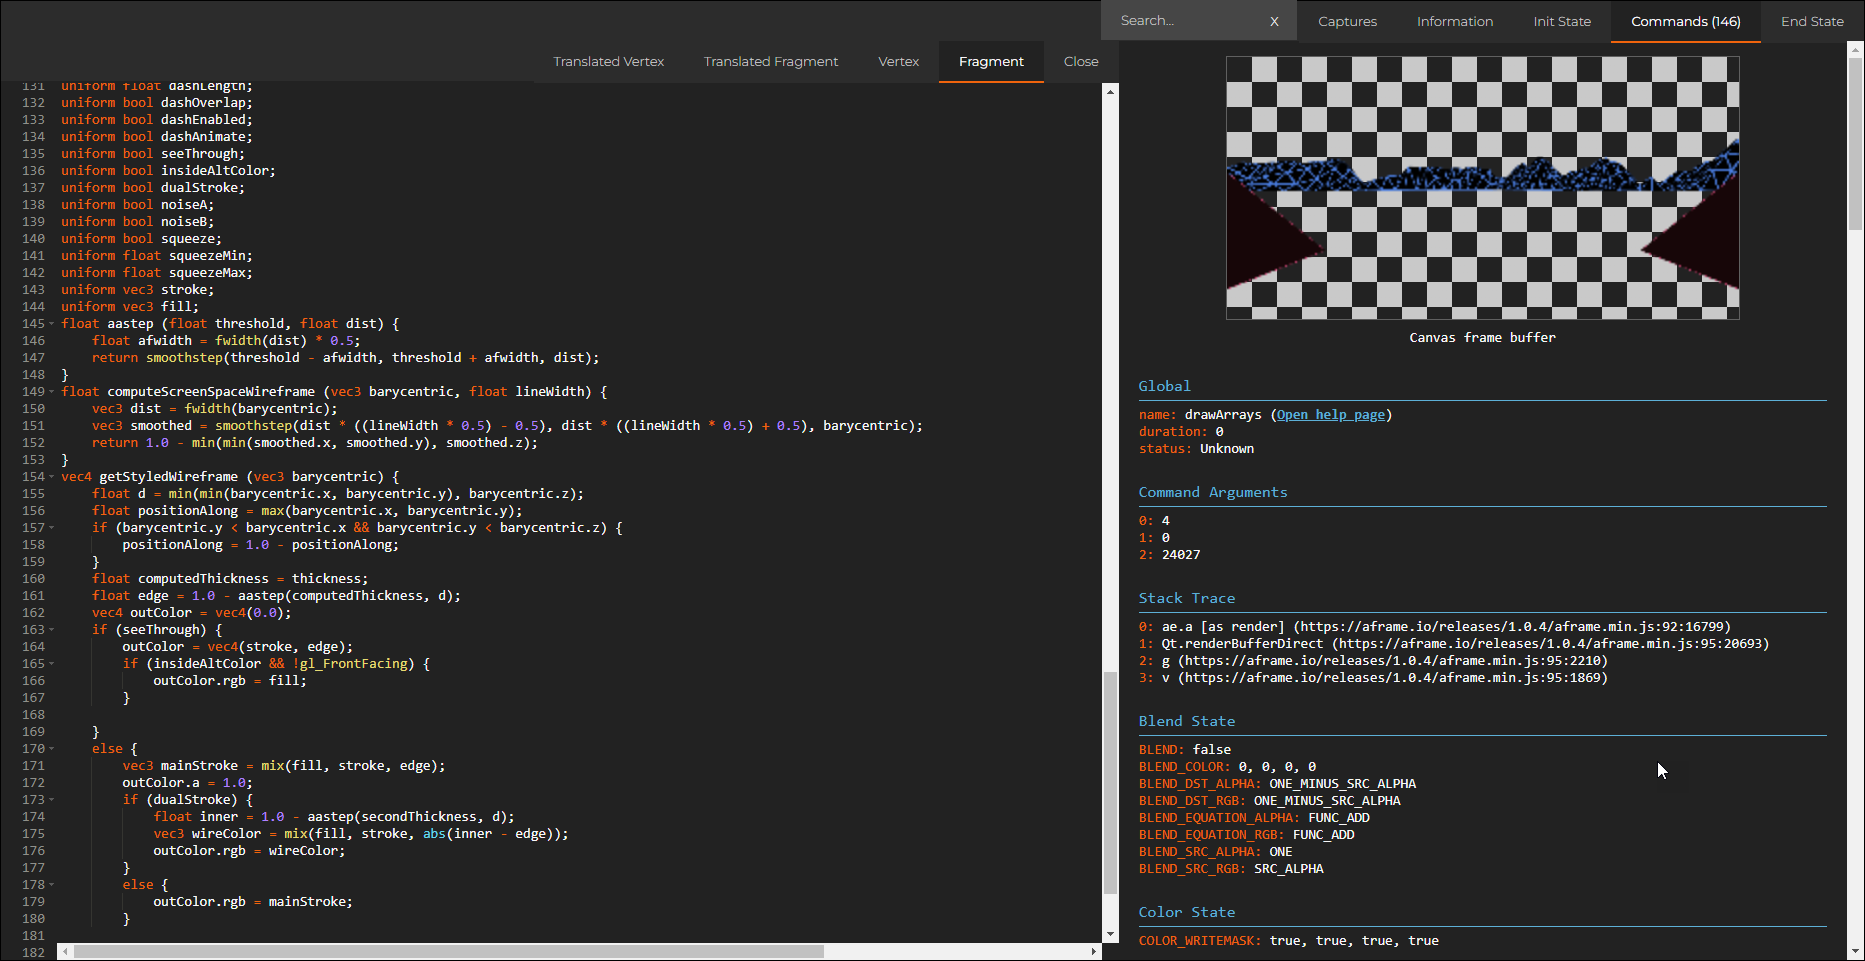 Search... X Captures Information Init State Commands (146) End State
Translated Vertex Translated Fragment Vertex Fragment Close
131 uniform float dashLength;
132 uniform bool dashOverlap;
133 uniform bool dashEnabled;
134 uniform bool dashAnimate;
135 uniform bool seeThrough;
136 uniform bool insideAltColor;
137 uniform bool dualStroke;
138 uniform bool noiseA;
139 uniform bool noiseB;
140 uniform bool squeeze;
141 uniform float squeezeMin;
142 uniform float squeezeMax;
143 uniform vec3 stroke;
144 uniform vec3 fill;
145 float aastep (float threshold, float dist) {
146     float afwidth = fwidth(dist) * 0.5;
147     return smoothstep(threshold - afwidth, threshold + afwidth, dist);
148 }
149 float computeScreenSpaceWireframe (vec3 barycentric, float lineWidth) {
150     vec3 dist = fwidth(barycentric);
151     vec3 smoothed = smoothstep(dist * ((lineWidth * 0.5) - 0.5), dist * ((lineWidth * 0.5) + 0.5), barycentric);
152     return 1.0 - min(min(smoothed.x, smoothed.y), smoothed.z);
153 }
154 vec4 getStyledWireframe (vec3 barycentric) {
155     float d = min(min(barycentric.x, barycentric.y), barycentric.z);
156     float positionAlong = max(barycentric.x, barycentric.y);
157     if (barycentric.y < barycentric.x && barycentric.y < barycentric.z) {
158         positionAlong = 1.0 - positionAlong;
159     }
160     float computedThickness = thickness;
161     float edge = 1.0 - aastep(computedThickness, d);
162     vec4 outColor = vec4(0.0);
163     if (seeThrough) {
164         outColor = vec4(stroke, edge);
165         if (insideAltColor && !gl_FrontFacing) {
166             outColor.rgb = fill;
167         }
168
169     }
170     else {
171         vec3 mainStroke = mix(fill, stroke, edge);
172         outColor.a = 1.0;
173         if (dualStroke) {
174             float inner = 1.0 - aastep(secondThickness, d);
175             vec3 wireColor = mix(fill, stroke, abs(inner - edge));
176             outColor.rgb = wireColor;
177         }
178         else {
179             outColor.rgb = mainStroke;
180         }
181
182
Canvas frame buffer
Global
name: drawArrays (Open help page)
duration: 0
status: Unknown
Command Arguments
0: 4
1: 0
2: 24027
Stack Trace
0: ae.a [as render] (https://aframe.io/releases/1.0.4/aframe.min.js:92:16799)
1: Qt.renderBufferDirect (https://aframe.io/releases/1.0.4/aframe.min.js:95:20693)
2: g (https://aframe.io/releases/1.0.4/aframe.min.js:95:2210)
3: v (https://aframe.io/releases/1.0.4/aframe.min.js:95:1869)
Blend State
BLEND: false
BLEND_COLOR: 0, 0, 0, 0
BLEND_DST_ALPHA: ONE_MINUS_SRC_ALPHA
BLEND_DST_RGB: ONE_MINUS_SRC_ALPHA
BLEND_EQUATION_ALPHA: FUNC_ADD
BLEND_EQUATION_RGB: FUNC_ADD
BLEND_SRC_ALPHA: ONE
BLEND_SRC_RGB: SRC_ALPHA
Color State
COLOR_WRITEMASK: true, true, true, true